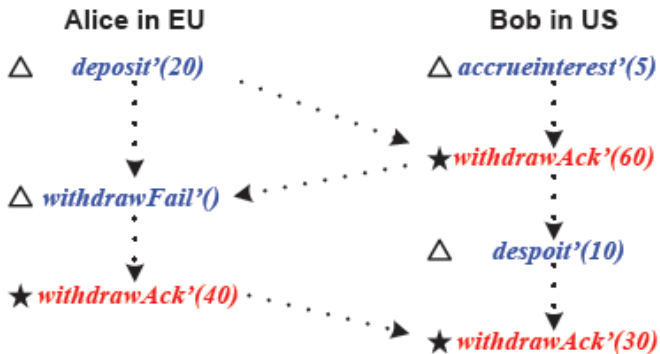 Alice in EU
Bob in US
deposit’(20)
accrueinterest’(5)
withdrawAck’(60)
withdrawFail’()
despoit’(10)
withdrawAck’(40)
withdrawAck’(30)